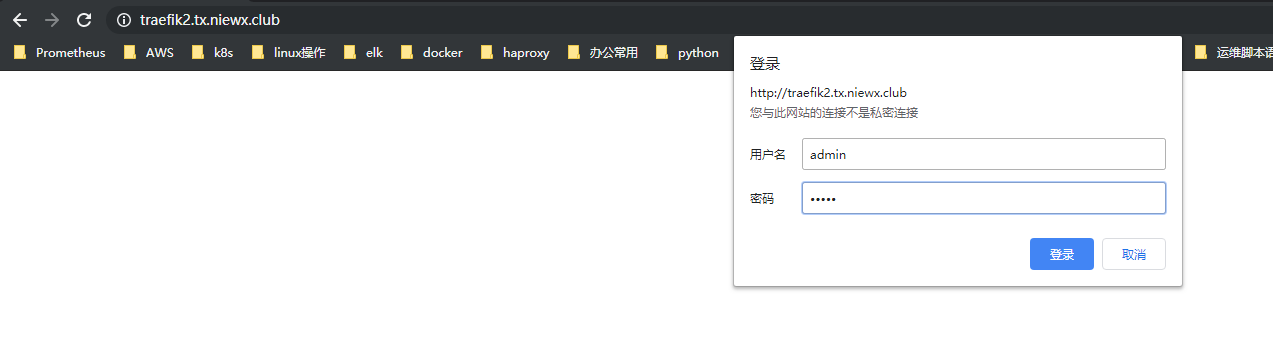 traefik2.tx.niewx.club
Prometheus AWS k8s linux操作 elk docker haproxy 办公常用 python 运维脚本语
登录
http://traefik2.tx.niewx.club
您与此网站的连接不是私密连接
用户名 admin
密码 •••••
登录 取消